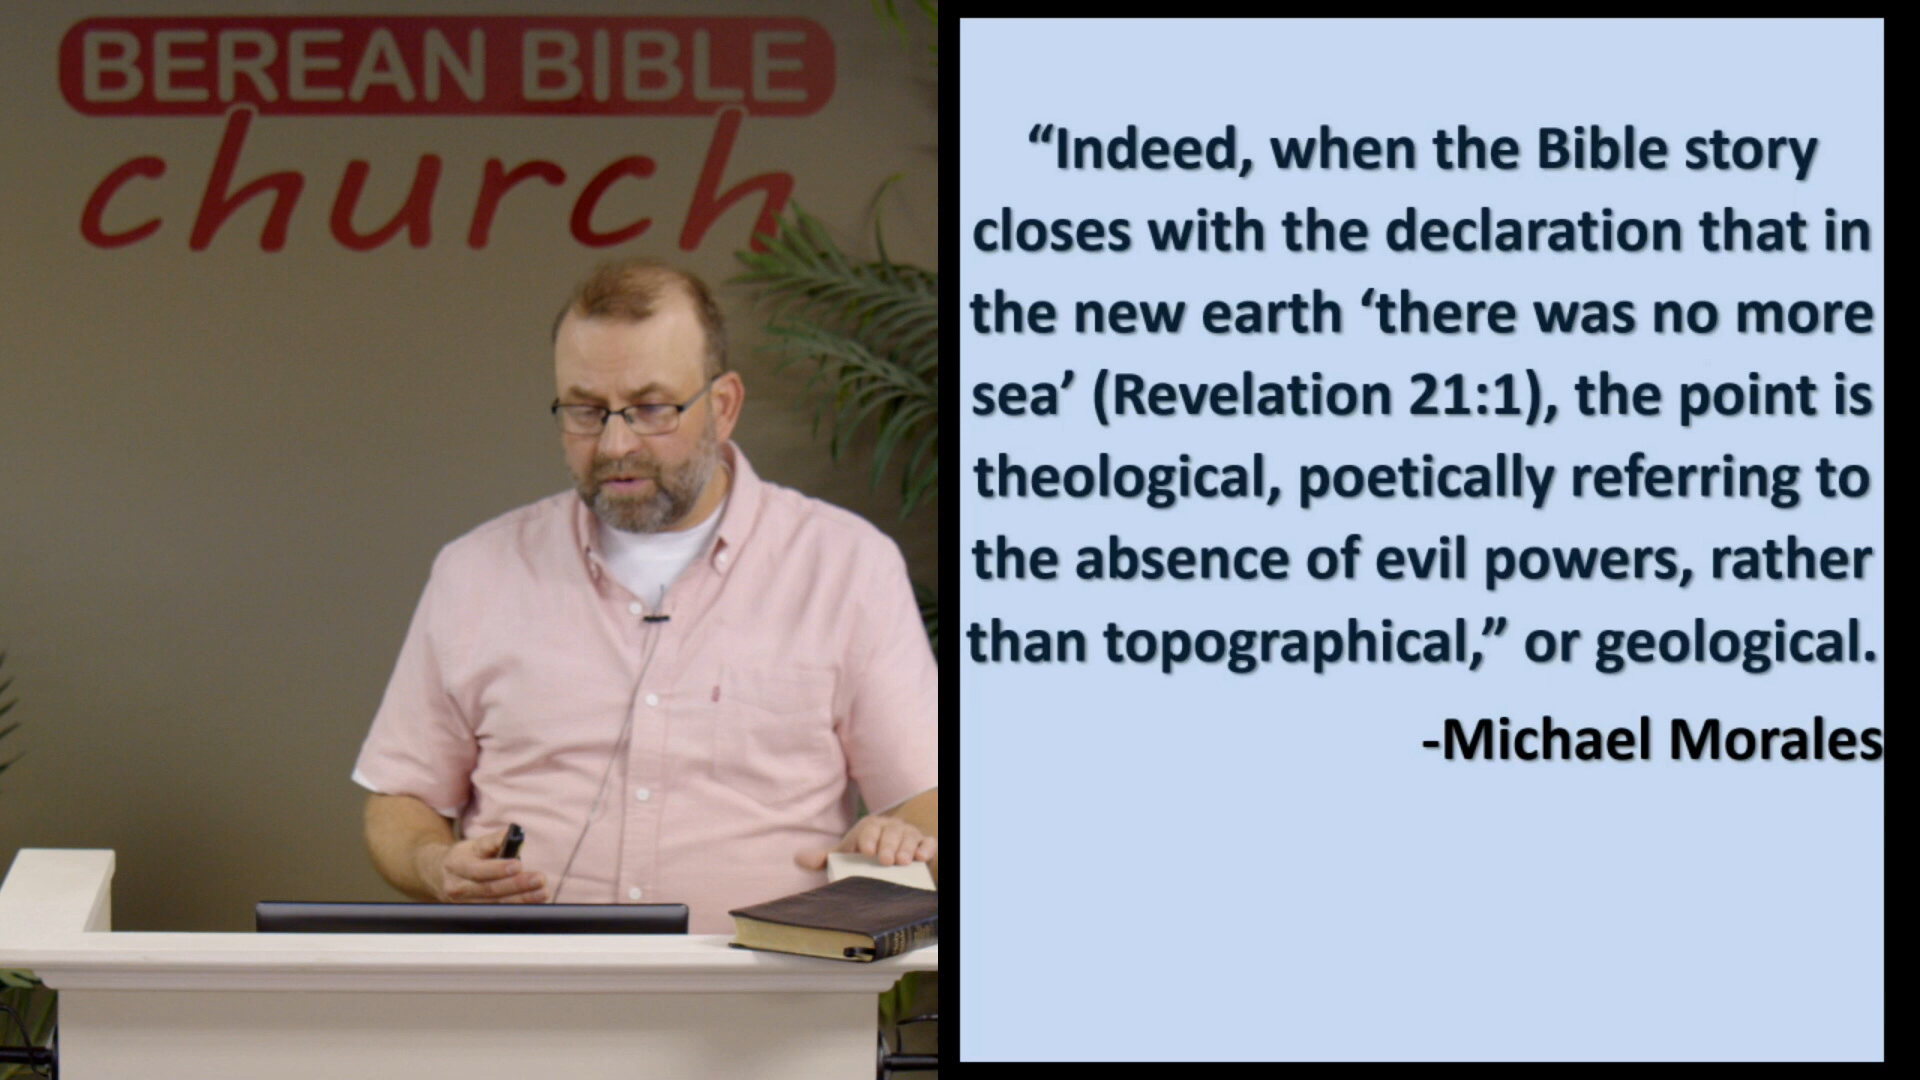 BEREAN BIBLE
church
“Indeed, when the Bible story
closes with the declaration that in
the new earth ‘there was no more
sea’ (Revelation 21:1), the point is
theological, poetically referring to
the absence of evil powers, rather
than topographical,” or geological.
-Michael Morales